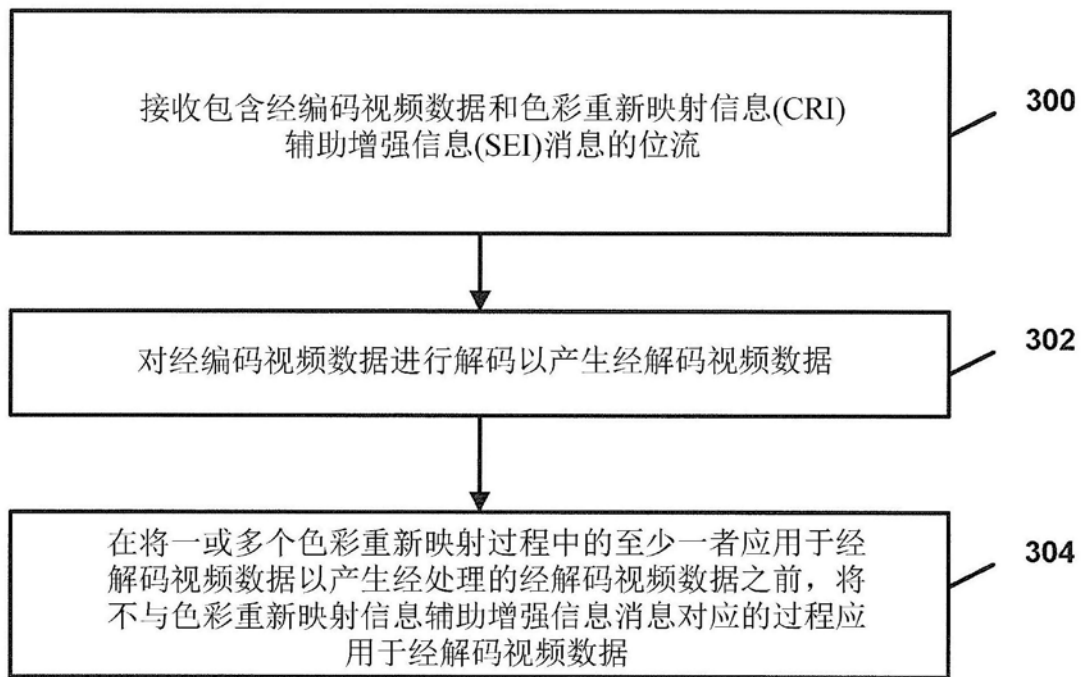 接收包含经编码视频数据和色彩重新映射信息(CRI)
辅助增强信息(SEI)消息的位流
300
对经编码视频数据进行解码以产生经解码视频数据
302
在将一或多个色彩重新映射过程中的至少一者应用于经
解码视频数据以产生经处理的经解码视频数据之前，将
不与色彩重新映射信息辅助增强信息消息对应的过程应
用于经解码视频数据
304